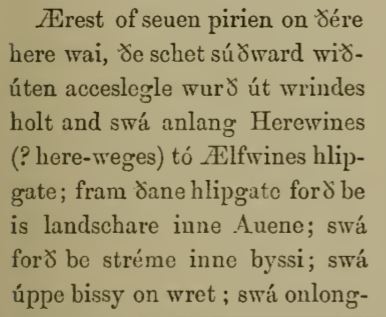 Ærest of seuen pirien on ðére
here wai, ðe schet súðward wið-
úten acceslegle wurð út wrindes
holt and swá anlang Herewines
(? here-weges) tó Ælfwines hlip-
gate; fram ðane hlipgate forð be
is landschare inne Auene; swá
forð be stréme inne byssi; swá
úppe bissy on wret; swá onlong-